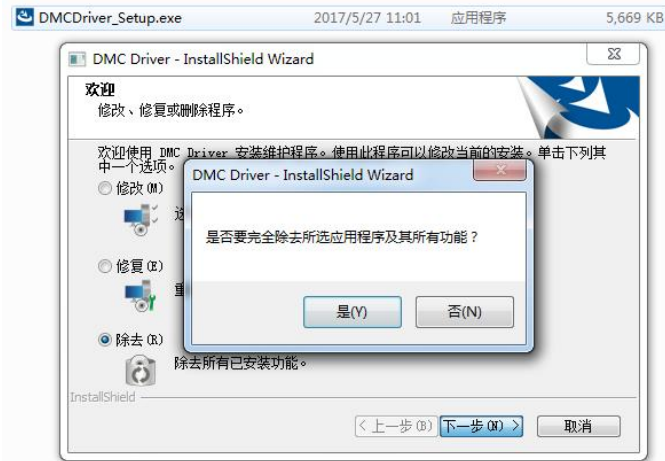 DMCDriver_Setup.exe 2017/5/27 11:01 应用程序 5,669 KB
DMC Driver - InstallShield Wizard
欢迎
修改、修复或删除程序。
欢迎使用 DMC Driver 安装维护程序。使用此程序可以修改当前的安装。单击下列其
中一个选项。
修改(M)
DMC Driver - InstallShield Wizard
是否要完全除去所选应用程序及其所有功能？
修复(E)
是(Y) 否(N)
除去(R)
除去所有已安装功能。
InstallShield
< 上一步(B) 下一步(N) > 取消